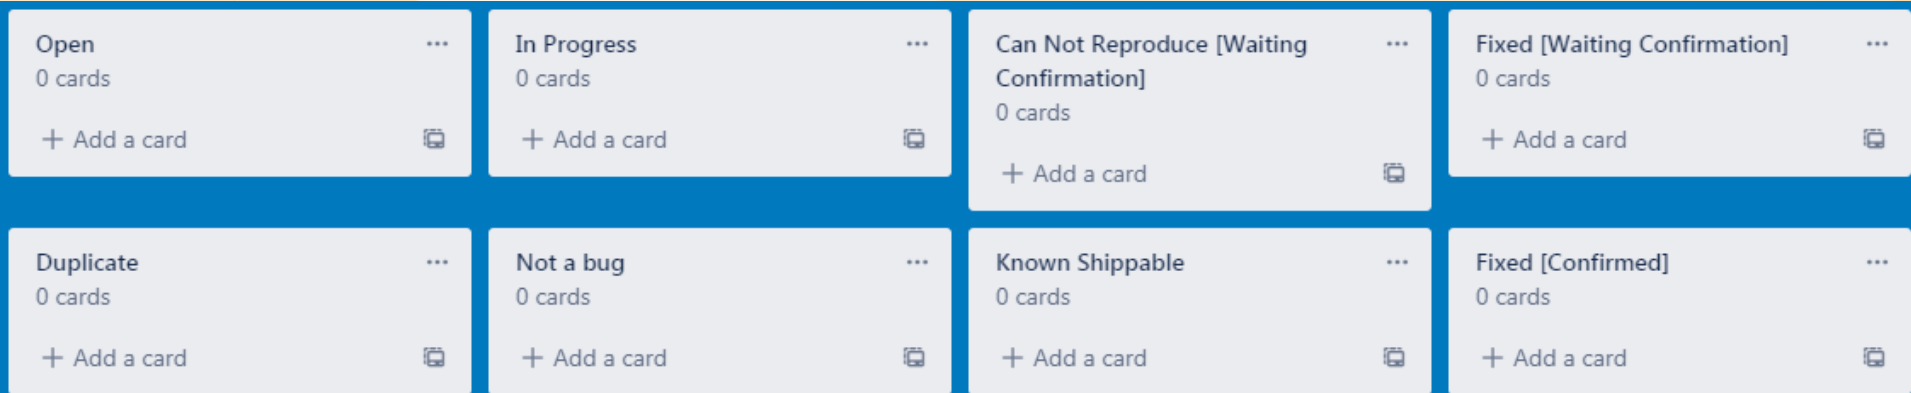 Open
0 cards
Add a card
In Progress
0 cards
Add a card
Can Not Reproduce [Waiting
Confirmation]
0 cards
Add a card
Fixed [Waiting Confirmation]
0 cards
Add a card
Duplicate
0 cards
Add a card
Not a bug
0 cards
Add a card
Known Shippable
0 cards
Add a card
Fixed [Confirmed]
0 cards
Add a card